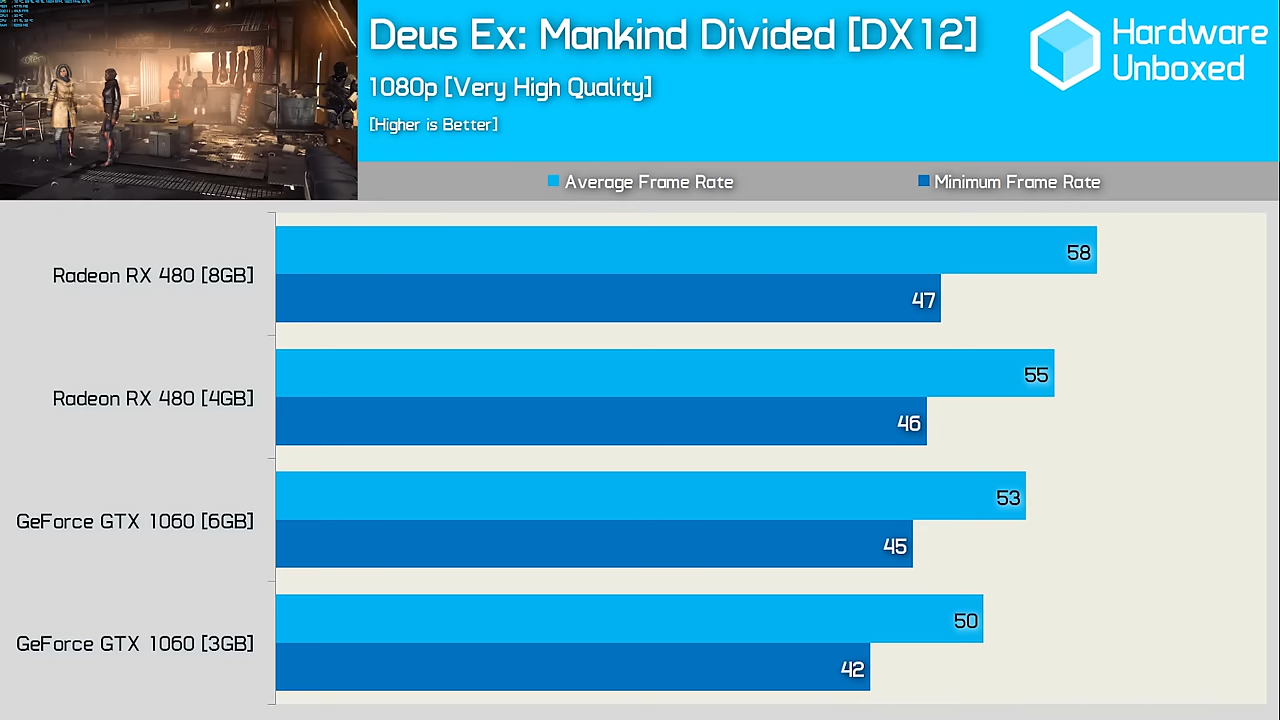 Deus Ex: Mankind Divided [DX12]
1080p [Very High Quality]
[Higher is Better]
Hardware
Unboxed
Average Frame Rate
Minimum Frame Rate
Radeon RX 480 [8GB]
58
47
Radeon RX 480 [4GB]
55
46
GeForce GTX 1060 [6GB]
53
45
GeForce GTX 1060 [3GB]
50
42